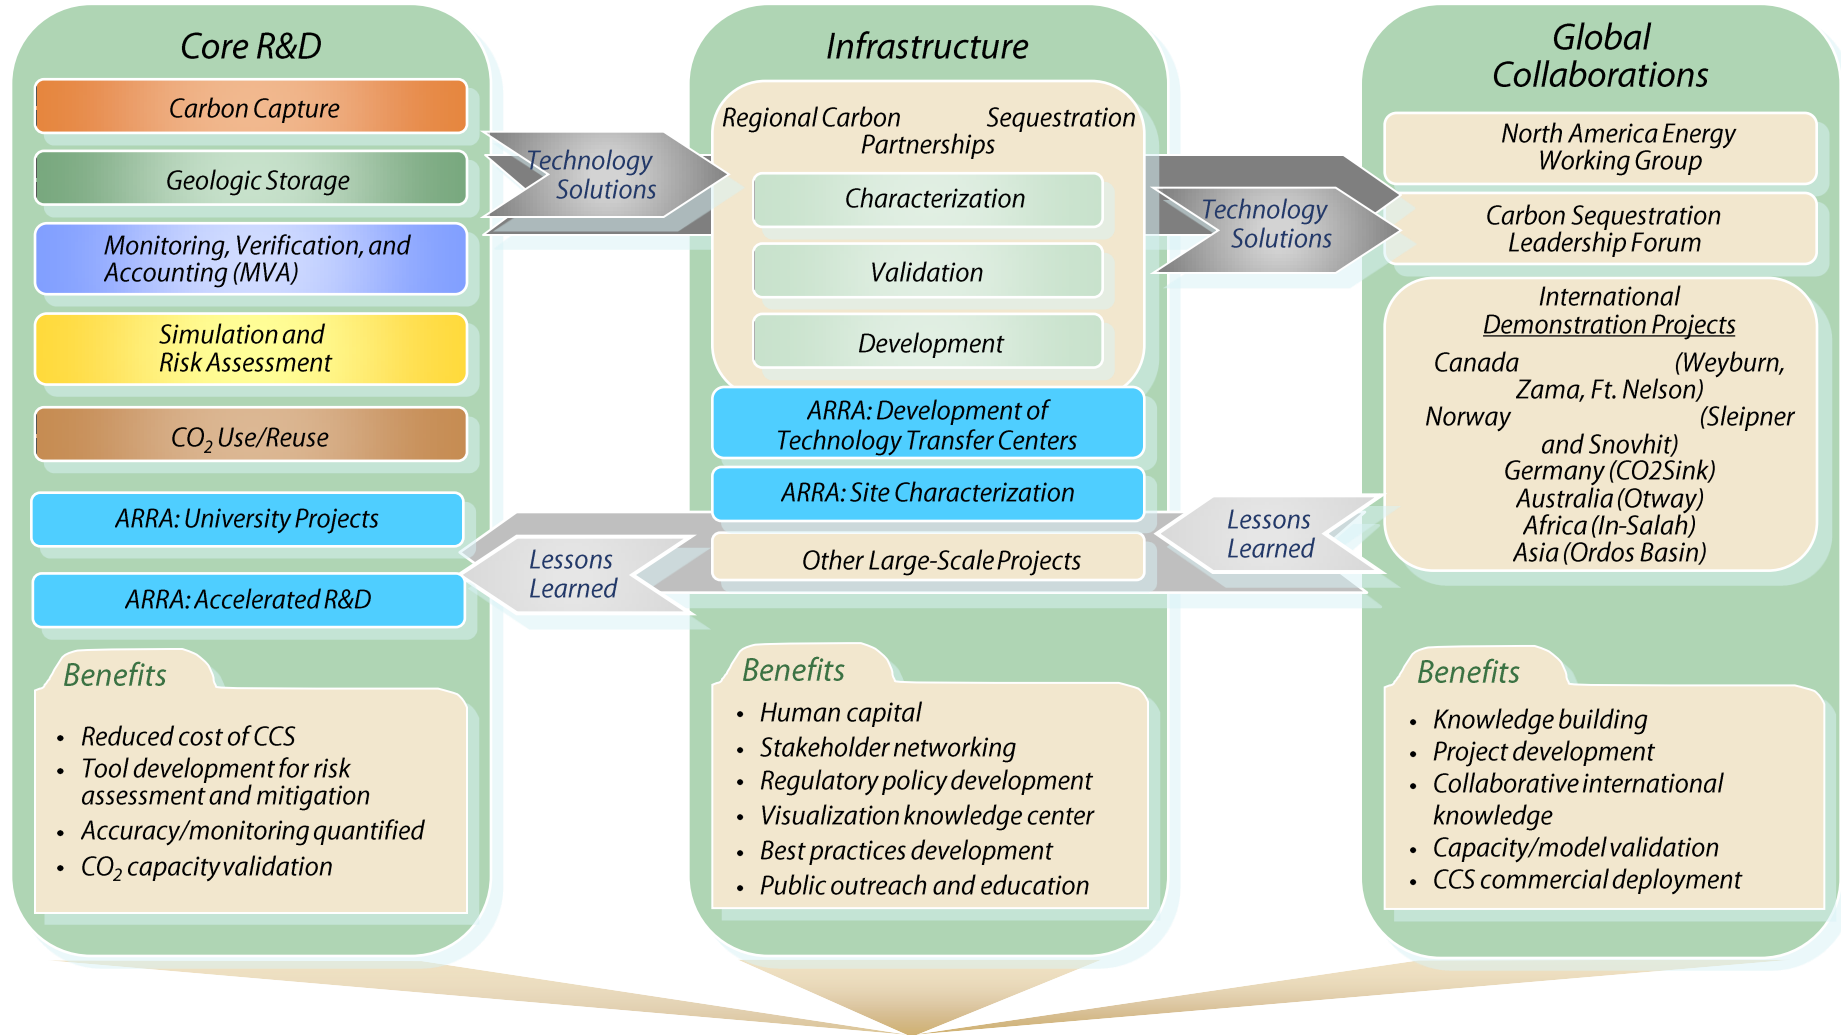 Core R&D
Carbon Capture
Geologic Storage
Monitoring, Verification, and
Accounting (MVA)
Simulation and
Risk Assessment
CO2 Use/Reuse
ARRA: University Projects
ARRA: Accelerated R&D
Benefits
• Reduced cost of CCS
• Tool development for risk
assessment and mitigation
• Accuracy/monitoring quantified
• CO2 capacity validation
Technology
Solutions
Lessons
Learned
Infrastructure
Regional Carbon Sequestration
Partnerships
Characterization
Validation
Development
ARRA: Development of
Technology Transfer Centers
ARRA: Site Characterization
Other Large-Scale Projects
Benefits
• Human capital
• Stakeholder networking
• Regulatory policy development
• Visualization knowledge center
• Best practices development
• Public outreach and education
Technology
Solutions
Lessons
Learned
Global
Collaborations
North America Energy
Working Group
Carbon Sequestration
Leadership Forum
International
Demonstration Projects
Canada (Weyburn,
Zama, Ft. Nelson)
Norway (Sleipner
and Snovhit)
Germany (CO2Sink)
Australia (Otway)
Africa (In-Salah)
Asia (Ordos Basin)
Benefits
• Knowledge building
• Project development
• Collaborative international
knowledge
• Capacity/model validation
• CCS commercial deployment